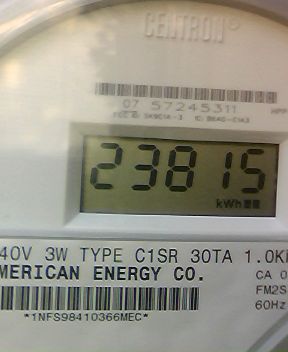 CENTRON®
07 57245311
23815
kWh
40V 3W TYPE C1SR 30TA 1.0K
MERICAN ENERGY CO.
CA 0
FM2S
60Hz
*1NFS98410366MEC*